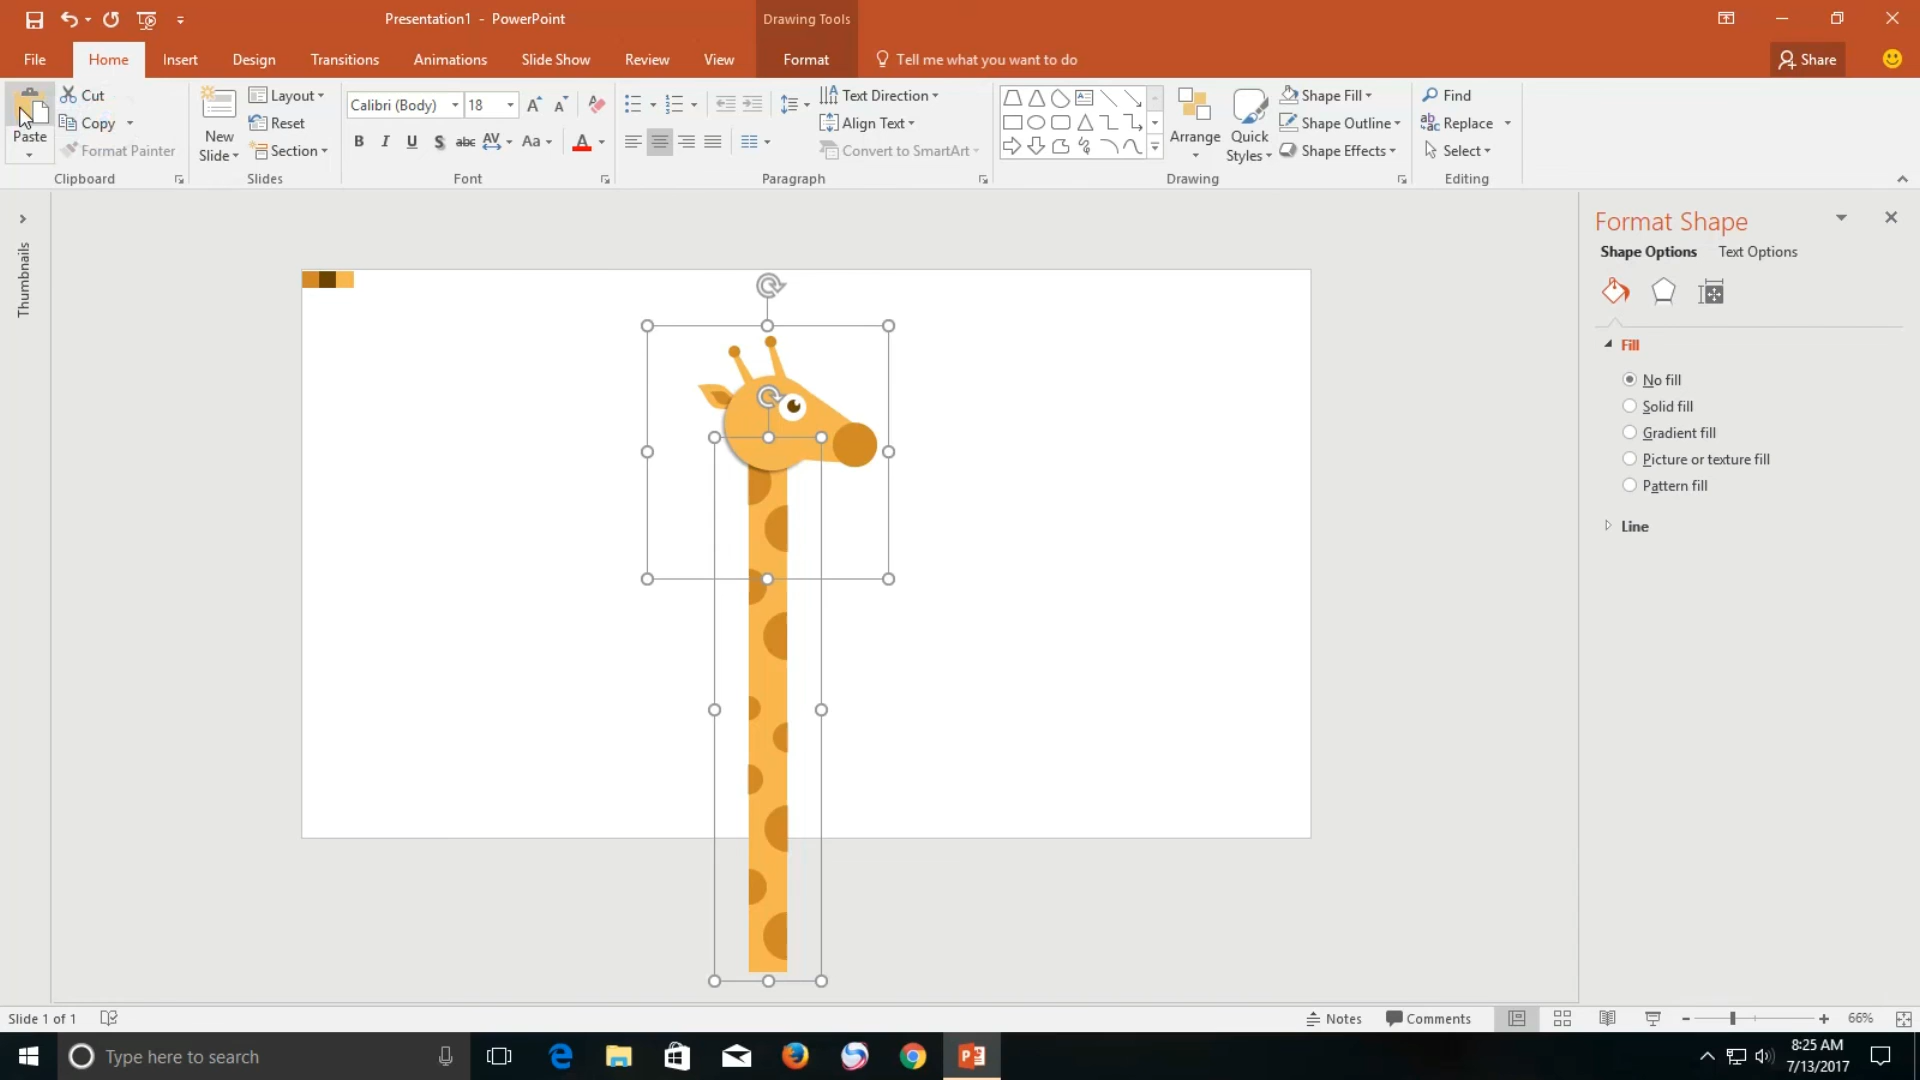 Presentation1 - PowerPoint
Drawing Tools
File Home Insert Design Transitions Animations Slide Show Review View Format Tell me what you want to do Share
Paste
Cut
Copy
Format Painter
Clipboard
New Slide
Layout
Reset
Section
Slides
Calibri (Body) 18
B I U S abc AV Aa A
Font
Text Direction
Align Text
Convert to SmartArt
Paragraph
Arrange
Quick Styles
Shape Fill
Shape Outline
Shape Effects
Drawing
Find
Replace
Select
Editing
Thumbnails
Format Shape
Shape Options Text Options
Fill
No fill
Solid fill
Gradient fill
Picture or texture fill
Pattern fill
Line
Slide 1 of 1
Notes Comments 66%
Type here to search
8:25 AM
7/13/2017